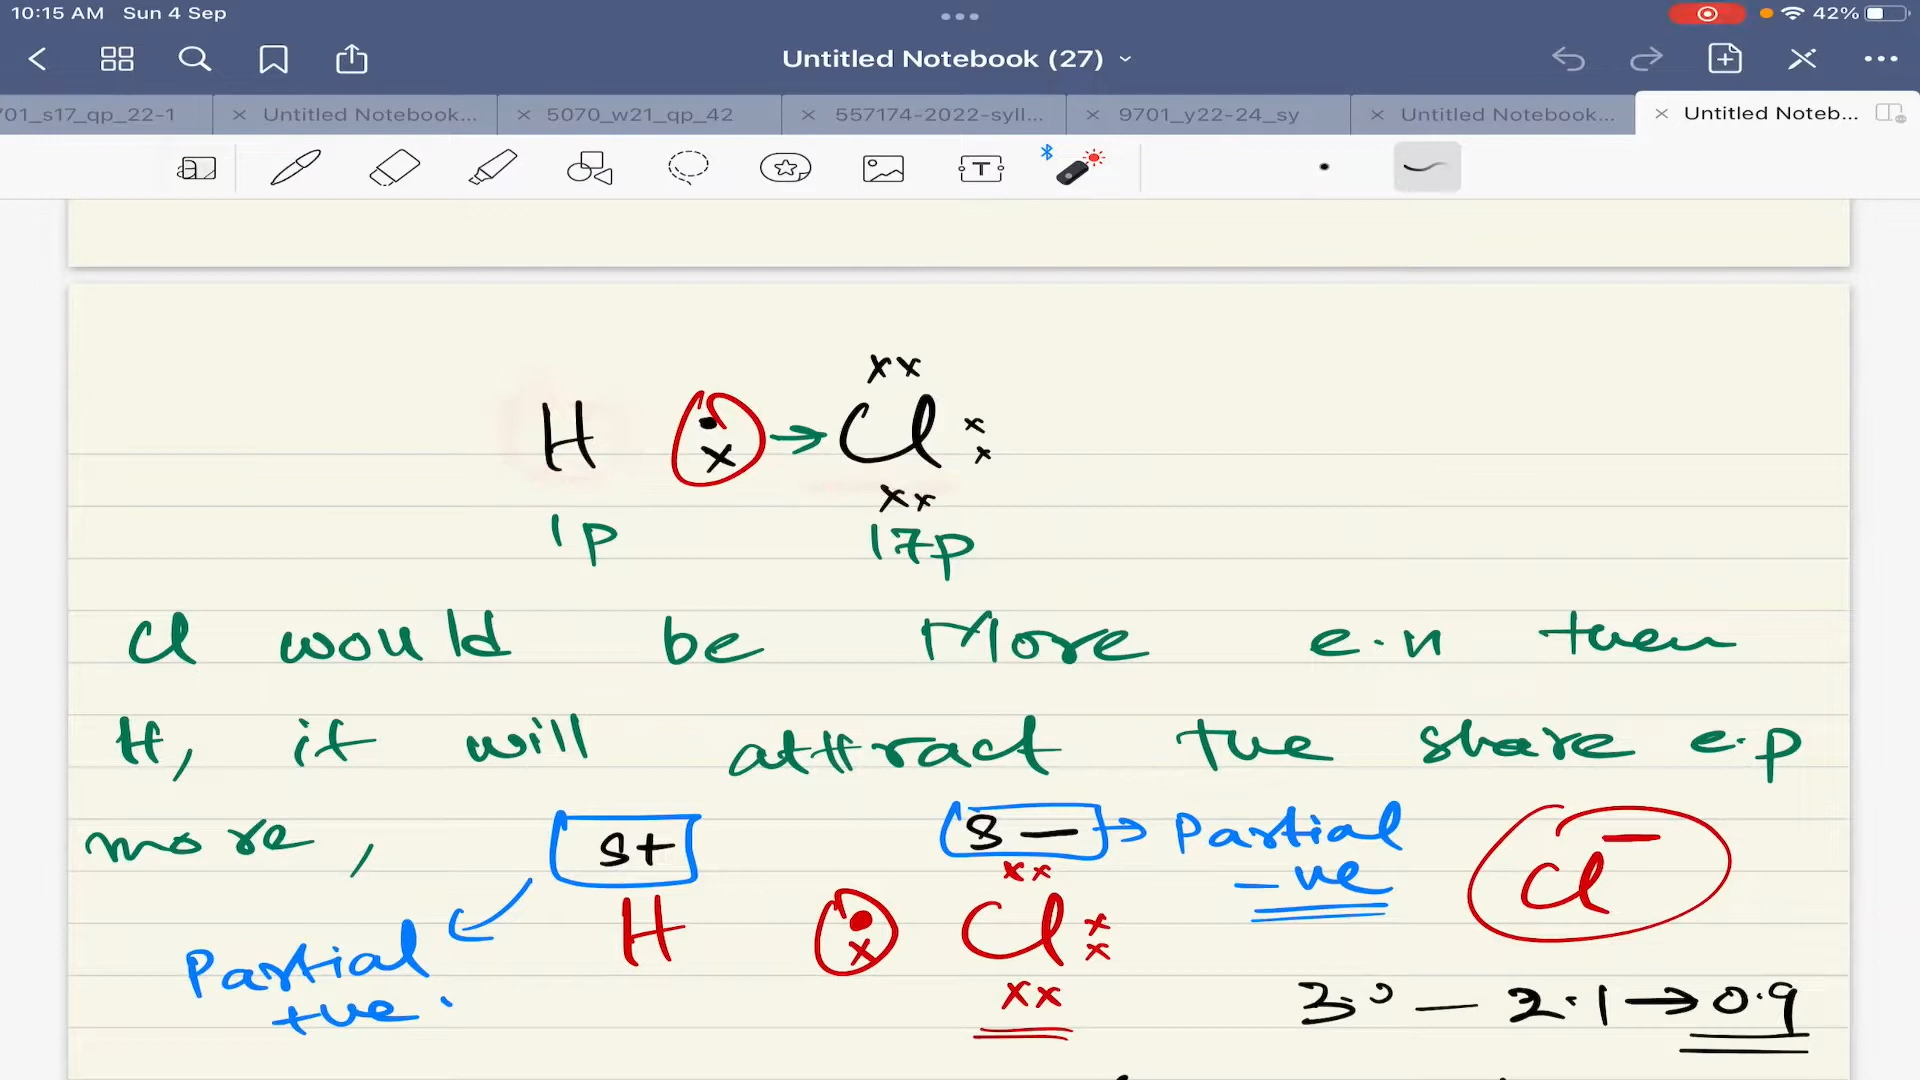 10:15 AM Sun 4 Sep
42%
Untitled Notebook (27)
701_s17_qp_22-1
Untitled Notebook...
5070_w21_qp_42
557174-2022-syll...
9701_y22-24_sy
Untitled Notebook...
Untitled Noteb...
xx
H • x → Cl x x
xx
1p 17p
Cl would be More e.n then
H, it will attract the share e.p
more, δ+ δ— → Partial -ve
Cl—
xx
H • x Cl x x
xx
Partial +ve
3.0 — 2.1 → 0.9